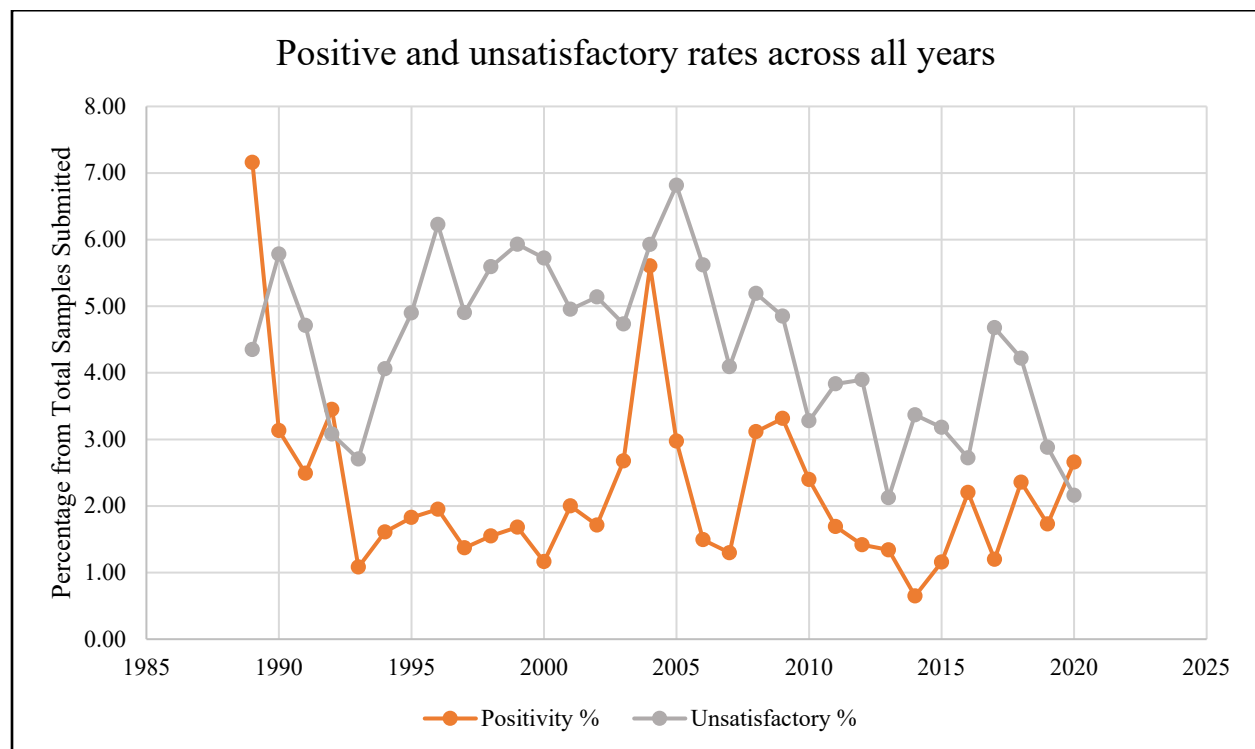 Positive and unsatisfactory rates across all years
Percentage from Total Samples Submitted
8.00
7.00
6.00
5.00
4.00
3.00
2.00
1.00
0.00
1985 1990 1995 2000 2005 2010 2015 2020 2025
Positivity % Unsatisfactory %